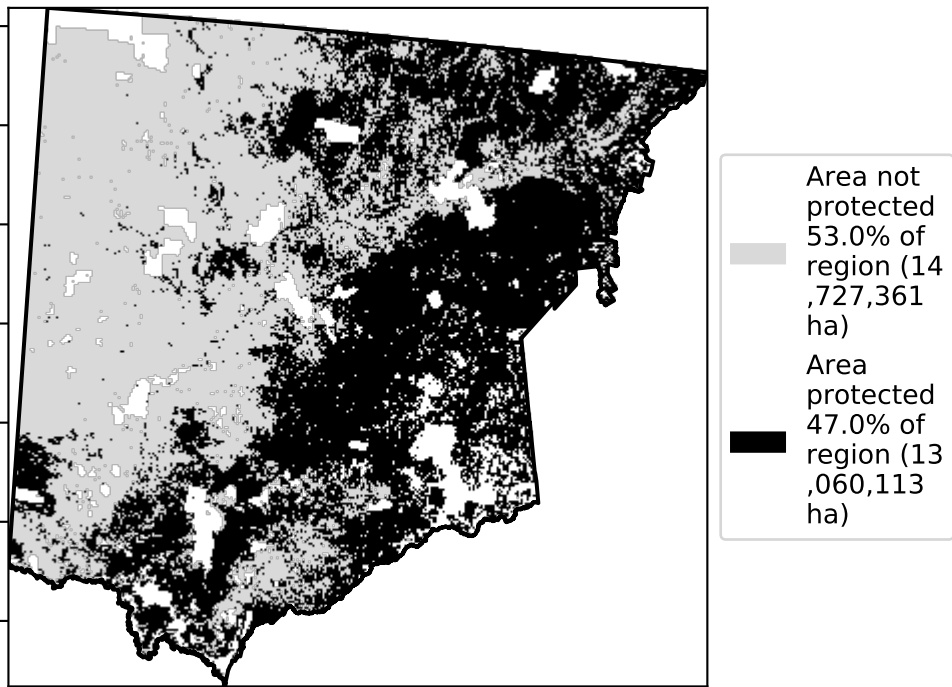 Area not
protected
53.0% of
region (14
,727,361
ha)
Area
protected
47.0% of
region (13
,060,113
ha)